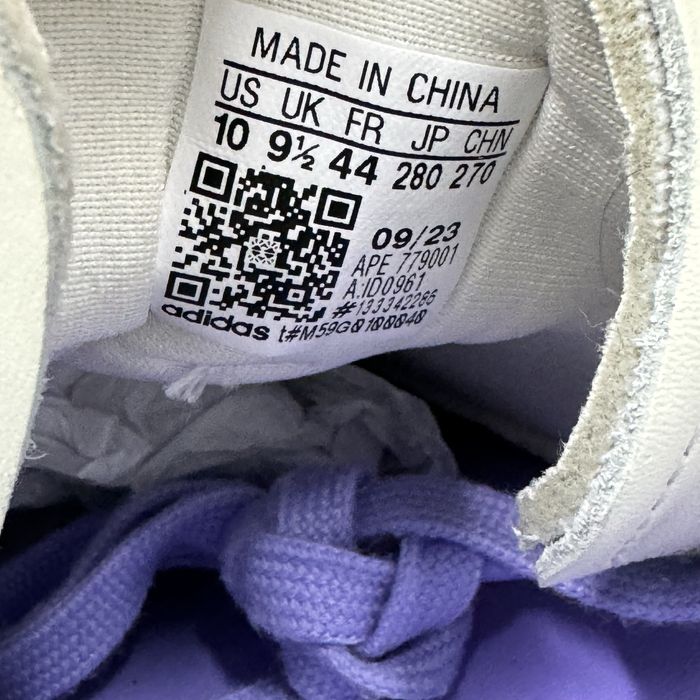 MADE IN CHINA
US UK FR JP CHN
10 9½ 44 280 270
09/23
APE 779001
A.ID0961
#133342286
adidas t#M59G0100040